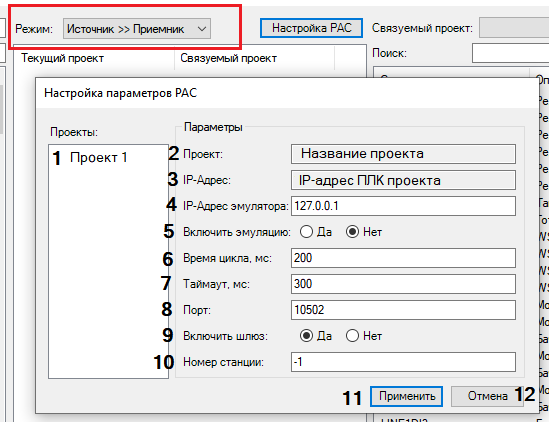 Режим: Источник >> Приемник Настройка PAC Связуемый проект:
Поиск:
Текущий проект Связуемый проект
Настройка параметров PAC
Проекты:
1 Проект 1
Параметры
2 Проект: Название проекта
3 IP-Адрес: IP-адрес ПЛК проекта
4 IP-Адрес эмулятора: 127.0.0.1
5 Включить эмуляцию: Да Нет
6 Время цикла, мс: 200
7 Таймаут, мс: 300
8 Порт: 10502
9 Включить шлюз: Да Нет
10 Номер станции: -1
11 Применить Отмена 12